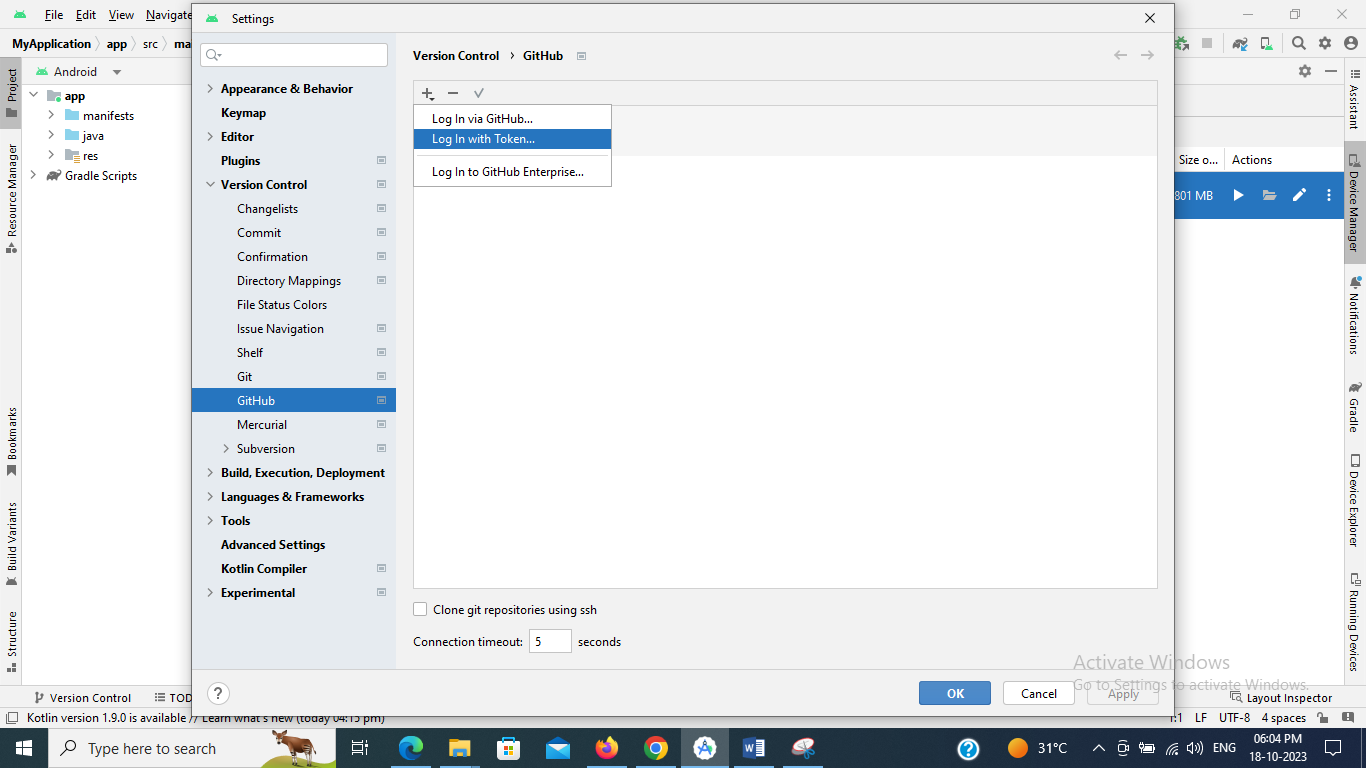 File Edit View Navigate
Settings
MyApplication app src ma
Version Control › GitHub
Project
Android
app
manifests
java
res
Gradle Scripts
Resource Manager
Bookmarks
Build Variants
Structure
Appearance & Behavior
Keymap
Editor
Plugins
Version Control
Changelists
Commit
Confirmation
Directory Mappings
File Status Colors
Issue Navigation
Shelf
Git
GitHub
Mercurial
Subversion
Build, Execution, Deployment
Languages & Frameworks
Tools
Advanced Settings
Kotlin Compiler
Experimental
Log In via GitHub...
Log In with Token...
Log In to GitHub Enterprise...
Clone git repositories using ssh
Connection timeout: 5 seconds
? OK Cancel Apply
Size o... Actions
801 MB
Assistant
Device Manager
Notifications
Gradle
Device Explorer
Running Devices
Activate Windows
Go to Settings to activate Windows.
Version Control TOD Layout Inspector
Kotlin version 1.9.0 is available // Learn what's new (today 04:15 pm) 1:1 LF UTF-8 4 spaces
Type here to search 31°C ENG 06:04 PM
18-10-2023